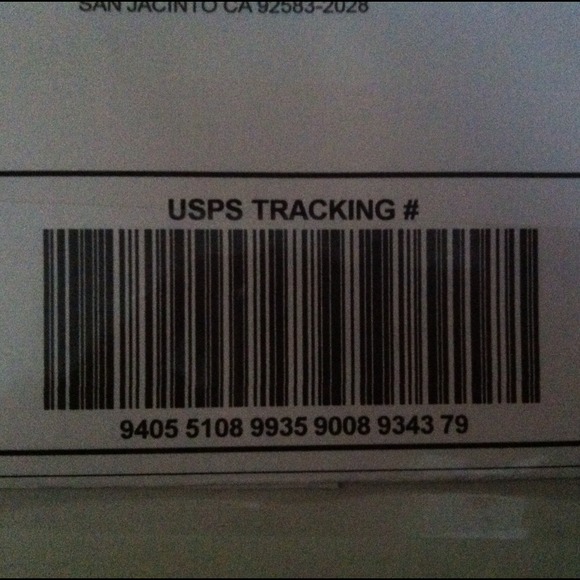 SAN JACINTO CA 92583-2028
USPS TRACKING #
9405 5108 9935 9008 9343 79